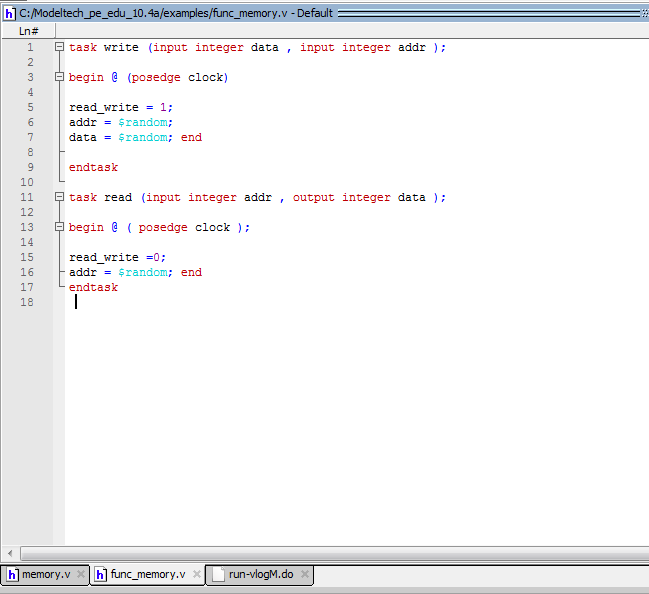 C:/Modeltech_pe_edu_10.4a/examples/func_memory.v - Default
Ln#
1 task write (input integer data , input integer addr );
2
3 begin @ (posedge clock)
4
5 read_write = 1;
6 addr = $random;
7 data = $random; end
8
9 endtask
10
11 task read (input integer addr , output integer data );
12
13 begin @ ( posedge clock );
14
15 read_write =0;
16 addr = $random; end
17 endtask
18
memory.v func_memory.v run-vlogM.do